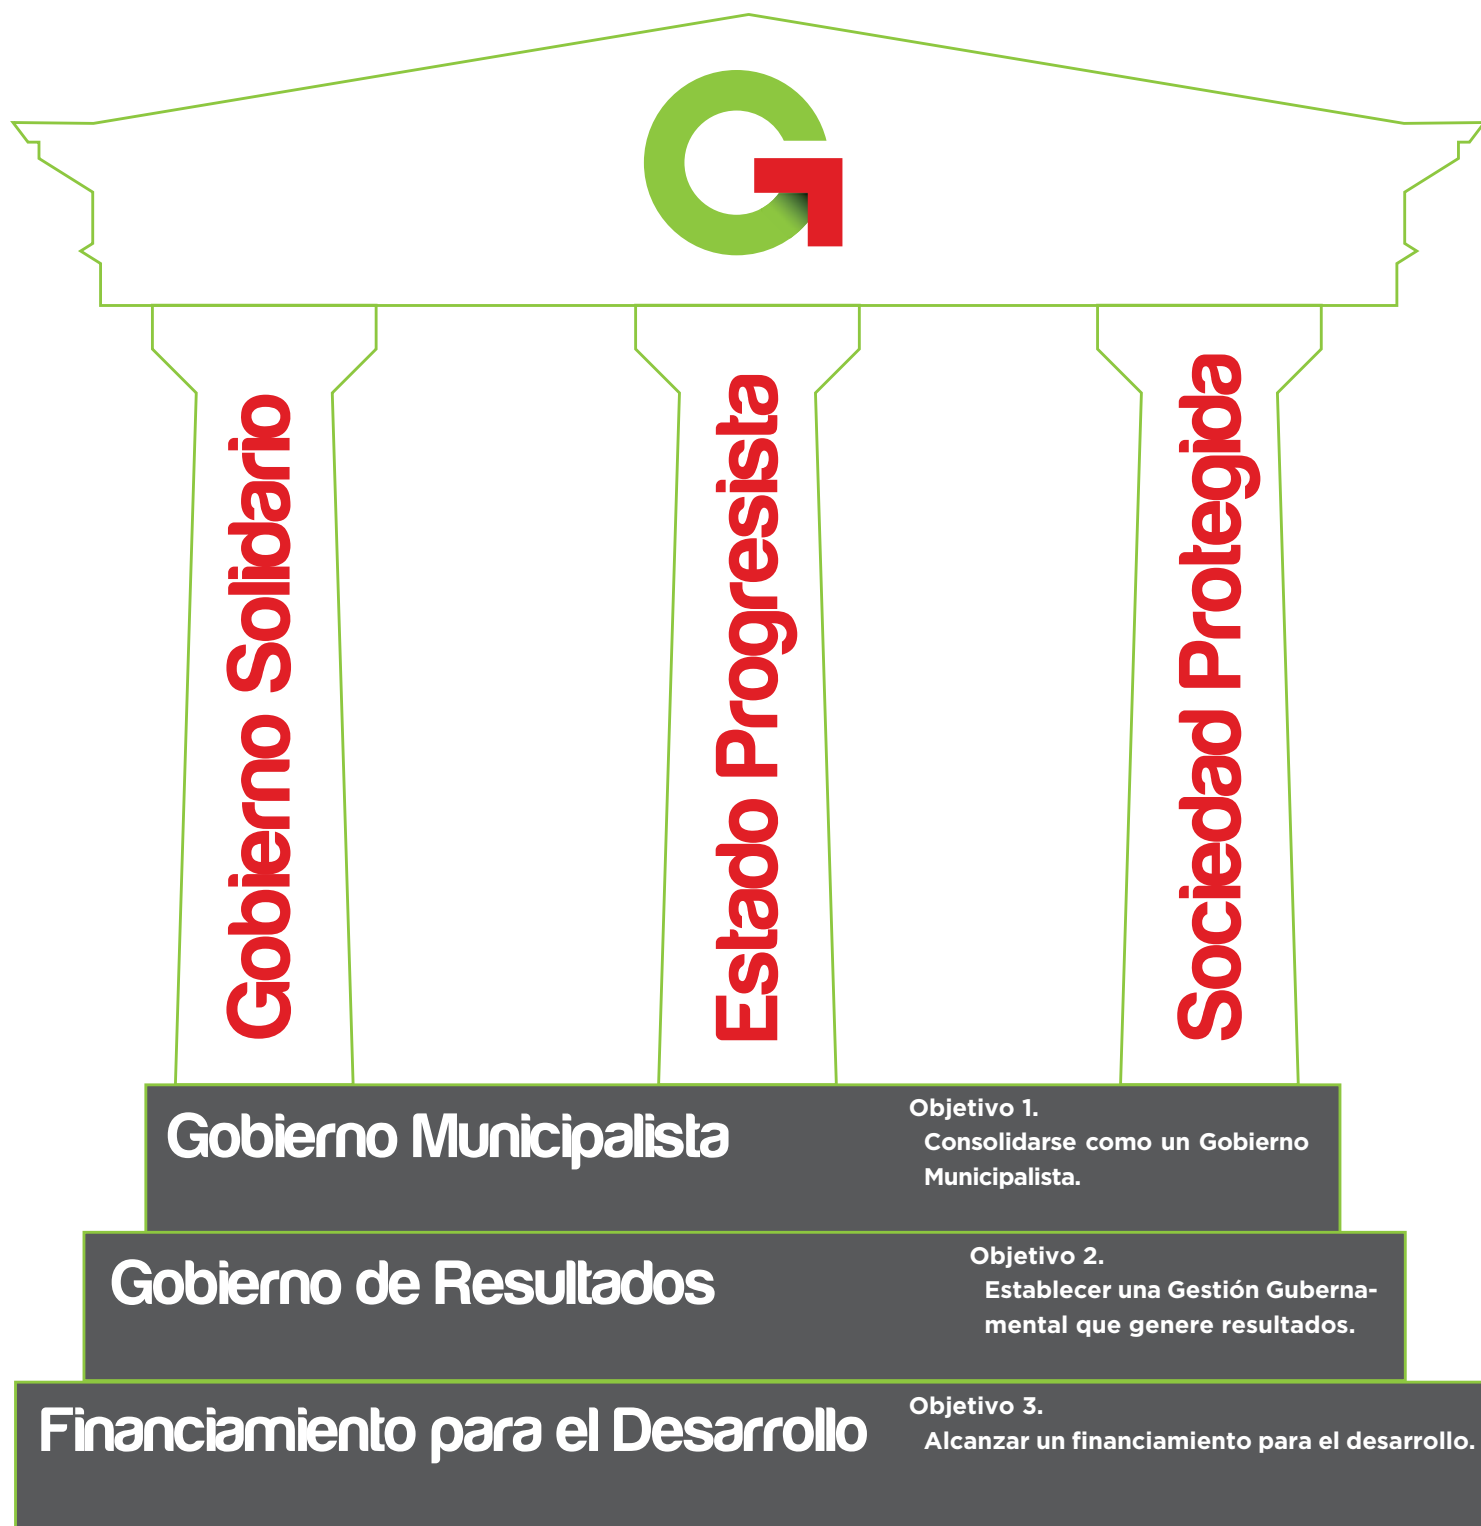 G
Gobierno Solidario
Estado Progresista
Sociedad Protegida
Gobierno Municipalista
Objetivo 1.
Consolidarse como un Gobierno
Municipalista.
Gobierno de Resultados
Objetivo 2.
Establecer una Gestión Guberna-
mental que genere resultados.
Financiamiento para el Desarrollo
Objetivo 3.
Alcanzar un financiamiento para el desarrollo.